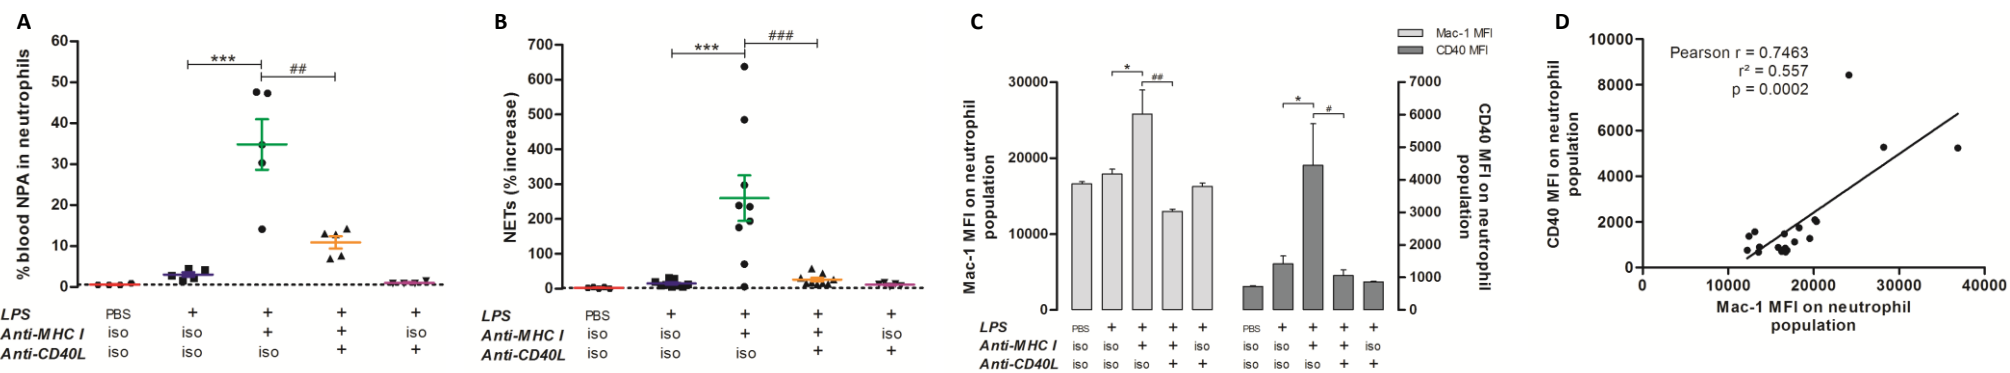 A
% blood NPA in neutrophils
60
50
40
30
20
10
0
***
##
LPS PBS + + + +
Anti-MHC I iso iso + + iso
Anti-CD40L iso iso iso + +
B
NETs (% increase)
700
600
500
400
300
200
100
0
***
###
LPS PBS + + + +
Anti-MHC I iso iso + + iso
Anti-CD40L iso iso iso + +
C
Mac-1 MFI
CD40 MFI
Mac-1 MFI on neutrophil
population
30000
20000
10000
0
*
##
*
#
7000
6000
5000
4000
3000
2000
1000
0
CD40 MFI on neutrophil
population
LPS PBS + + + + PBS + + + +
Anti-MHC I iso iso + + iso iso iso + + iso
Anti-CD40L iso iso iso + + iso iso iso + +
D
CD40 MFI on neutrophil
population
10000
8000
6000
4000
2000
0
Pearson r = 0.7463
r² = 0.557
p = 0.0002
0 10000 20000 30000 40000
Mac-1 MFI on neutrophil
population